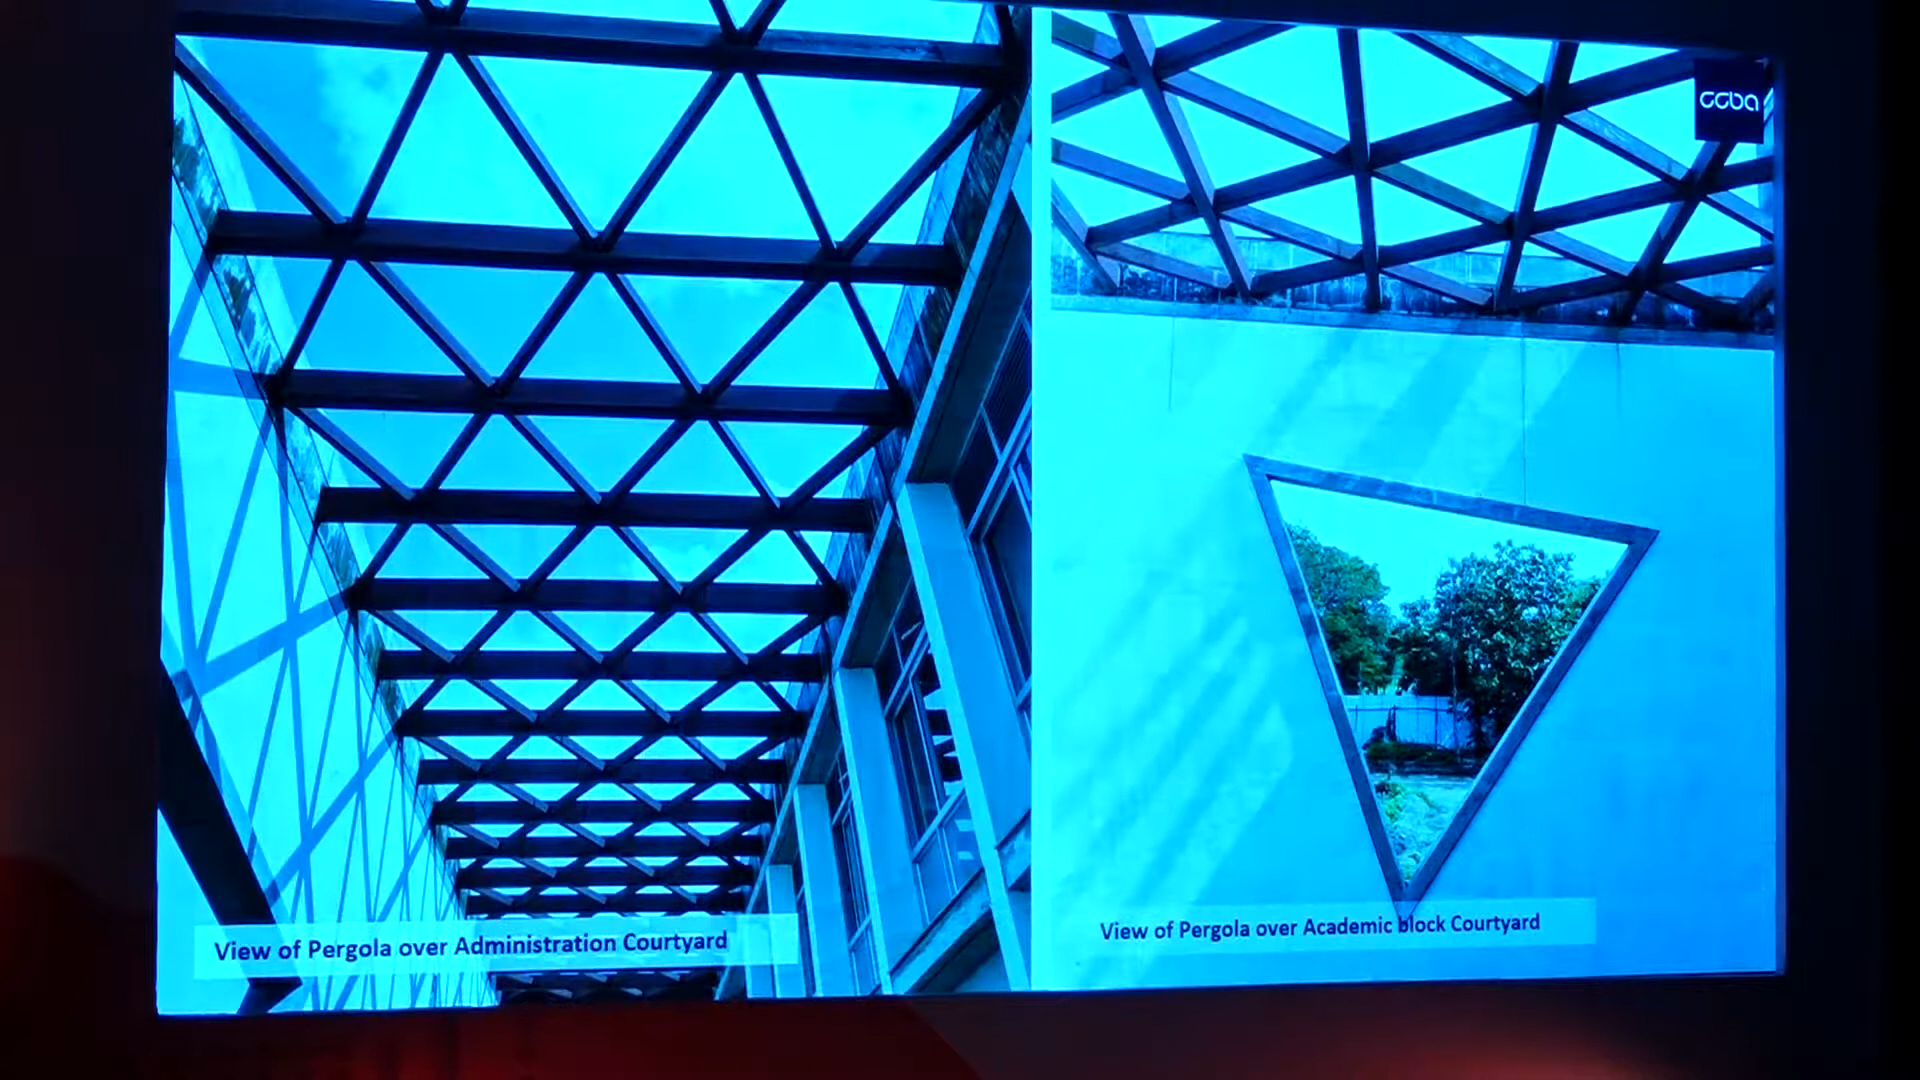 ccba
View of Pergola over Administration Courtyard
View of Pergola over Academic block Courtyard